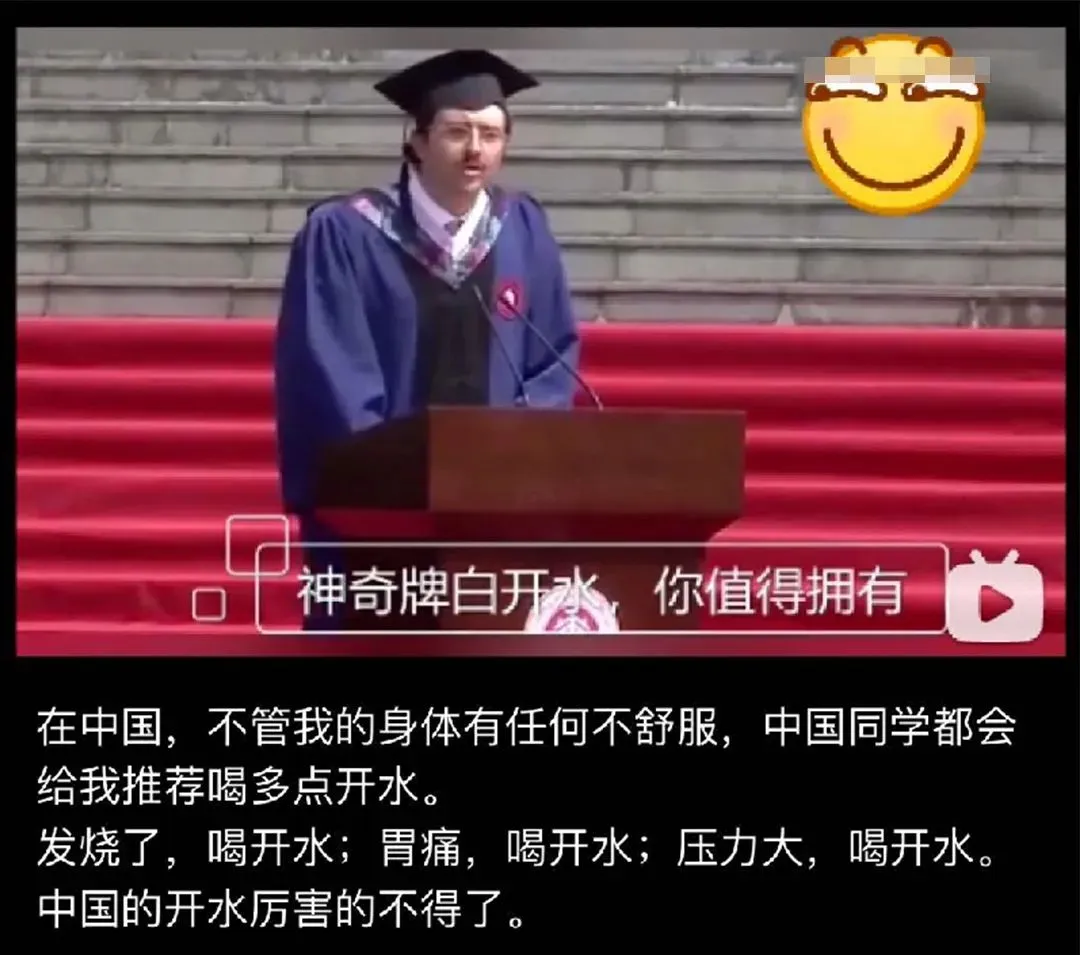 神奇牌白开水，你值得拥有
在中国，不管我的身体有任何不舒服，中国同学都会
给我推荐喝多点开水。
发烧了，喝开水；胃痛，喝开水；压力大，喝开水。
中国的开水厉害的不得了。